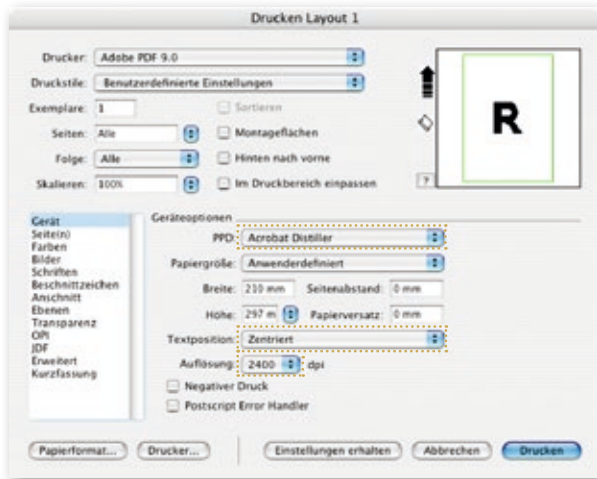 Drucken Layout 1
Drucker: Adobe PDF 9.0
Druckstile: Benutzerdefinierte Einstellungen
Exemplare: 1 Sortieren
Seiten: Alle Montageflächen
Folge: Alle Hinten nach vorne
Skalieren: 100% Im Druckbereich einpassen
R
?
Gerät
Seite(n)
Farben
Bilder
Schriften
Beschnittzeichen
Anschnitt
Ebenen
Transparenz
OPI
JDF
Erweitert
Kurzfassung
Geräteoptionen
PPD: Acrobat Distiller
Papiergröße: Anwenderdefiniert
Breite: 210 mm Seitenabstand: 0 mm
Höhe: 297 m Papierversatz: 0 mm
Textposition: Zentriert
Auflösung: 2400 dpi
Negativer Druck
Postscript Error Handler
Papierformat... Drucker... Einstellungen erhalten Abbrechen Drucken